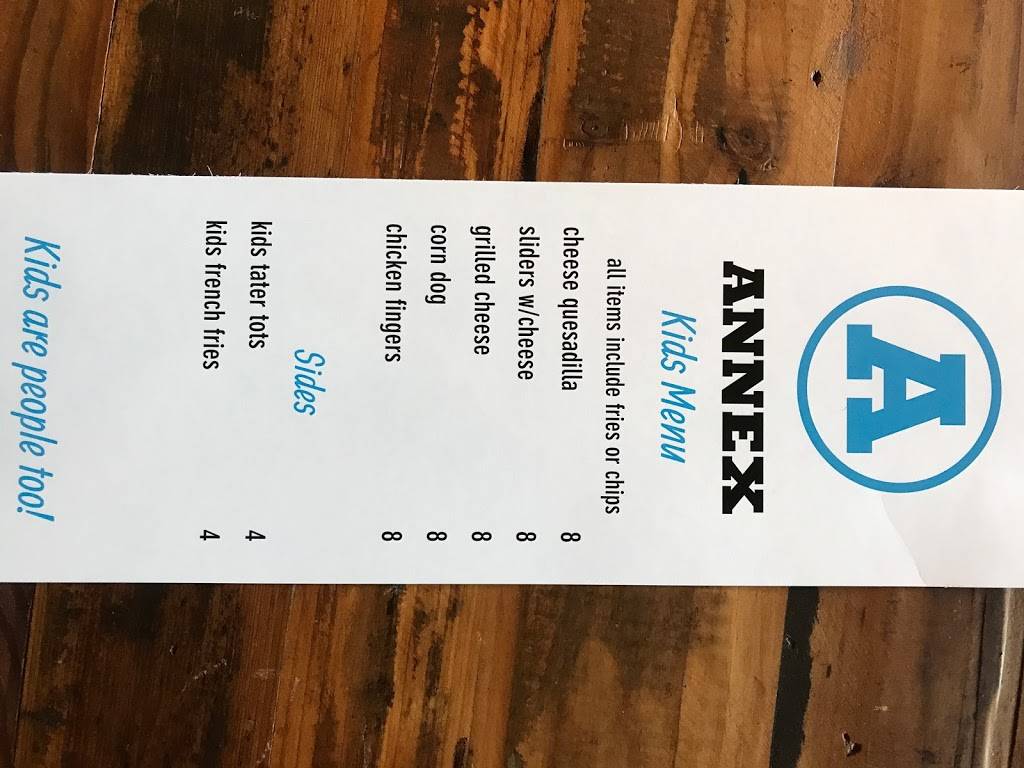 A
ANNEX
Kids Menu
all items include fries or chips
cheese quesadilla 8
sliders w/cheese 8
grilled cheese 8
corn dog 8
chicken fingers 8
Sides
kids tater tots 4
kids french fries 4
Kids are people too!